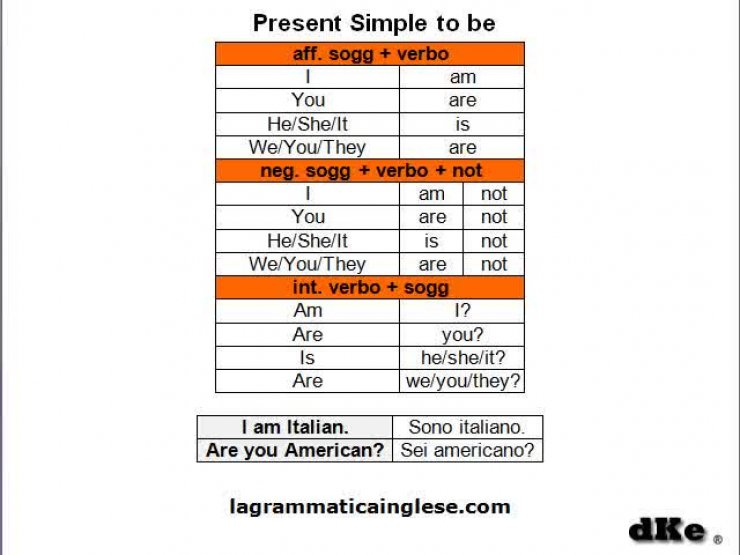 Present Simple to be
aff. sogg + verbo
I am
You are
He/She/It is
We/You/They are
neg. sogg + verbo + not
I am not
You are not
He/She/It is not
We/You/They are not
int. verbo + sogg
Am I?
Are you?
Is he/she/it?
Are we/you/they?
I am Italian. Sono italiano.
Are you American? Sei americano?
lagrammaticainglese.com
dKe ®